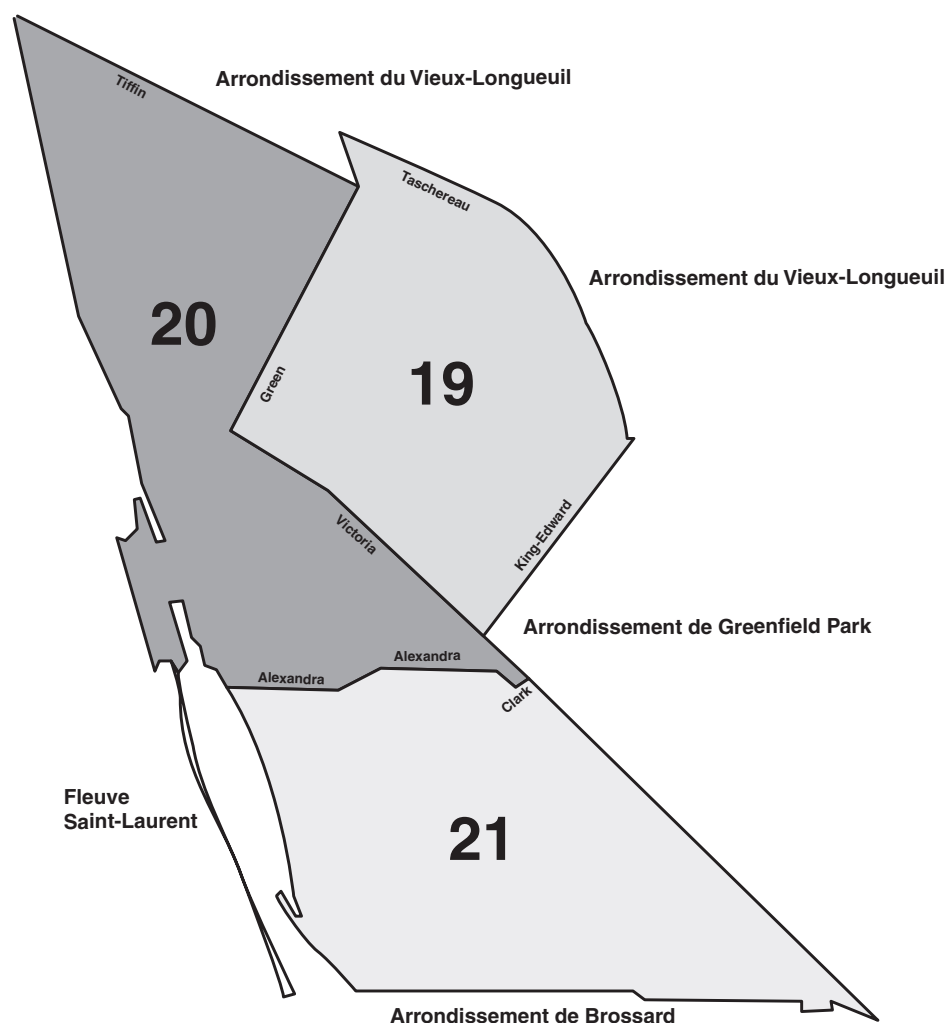 Tiffin
Arrondissement du Vieux-Longueuil
Taschereau
Arrondissement du Vieux-Longueuil
20
19
Green
Victoria
King-Edward
Arrondissement de Greenfield Park
Alexandra
Alexandra
Clark
Fleuve
Saint-Laurent
21
Arrondissement de Brossard